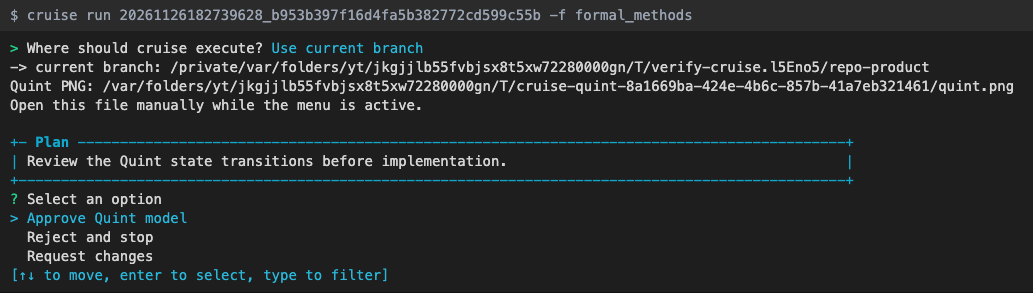 $ cruise run 20261126182739628_b953b397f16d4fa5b382772cd599c55b -f formal_methods
> Where should cruise execute? Use current branch
-> current branch: /private/var/folders/yt/jkgjjlb55fvbjsx8t5xw72280000gn/T/verify-cruise.l5Eno5/repo-product
Quint PNG: /var/folders/yt/jkgjjlb55fvbjsx8t5xw72280000gn/T/cruise-quint-8a1669ba-424e-4b6c-857b-41a7eb321461/quint.png
Open this file manually while the menu is active.
+- Plan --------------------------------------------------------------------------------------------+
| Review the Quint state transitions before implementation. |
+---------------------------------------------------------------------------------------------------+
? Select an option
> Approve Quint model
Reject and stop
Request changes
[↑↓ to move, enter to select, type to filter]